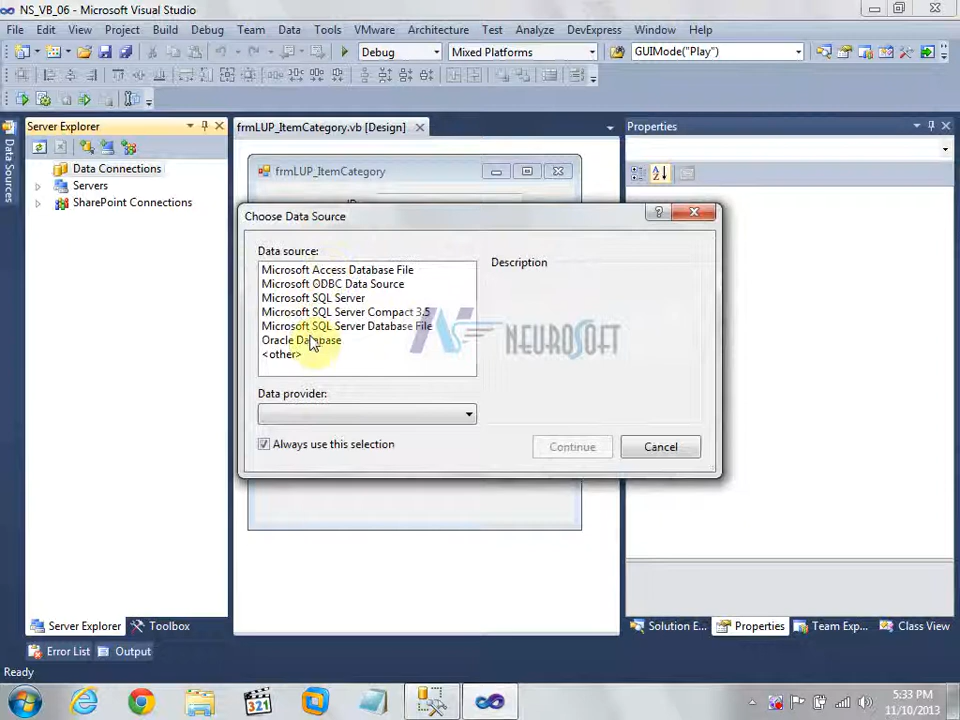 NS_VB_06 - Microsoft Visual Studio
File Edit View Project Build Debug Team Data Tools VMware Architecture Test Analyze DevExpress Window Help
Debug Mixed Platforms GUIMode("Play")
Server Explorer
frmLUP_ItemCategory.vb [Design]
Properties
Data Sources
Data Connections
Servers
SharePoint Connections
frmLUP_ItemCategory
Choose Data Source
Data source:
Microsoft Access Database File
Microsoft ODBC Data Source
Microsoft SQL Server
Microsoft SQL Server Compact 3.5
Microsoft SQL Server Database File
Oracle Database
<other>
Description
NEUROSOFT
Data provider:
Always use this selection
Continue Cancel
Server Explorer Toolbox
Solution E... Properties Team Exp... Class View
Error List Output
Ready
321
5:33 PM
11/10/2013